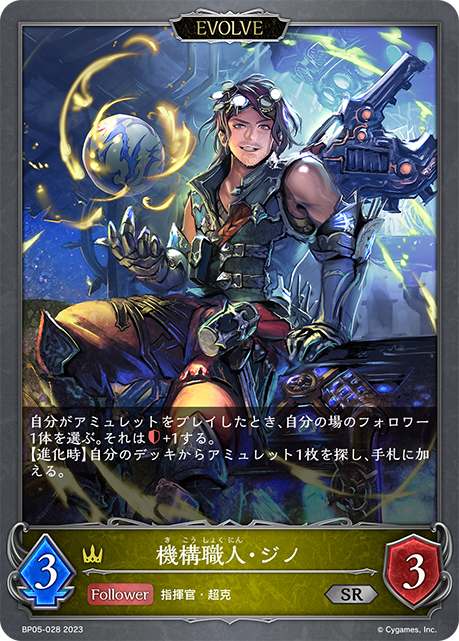 EVOLVE
自分がアミュレットをプレイしたとき、自分の場のフォロワー
1体を選ぶ。それは+1する。
【進化時】自分のデッキからアミュレット1枚を探し、手札に加
える。
きこうしょくにん
機構職人・ジノ
3
3
Follower 指揮官・超克
SR
BP05-028 2023
© Cygames, Inc.